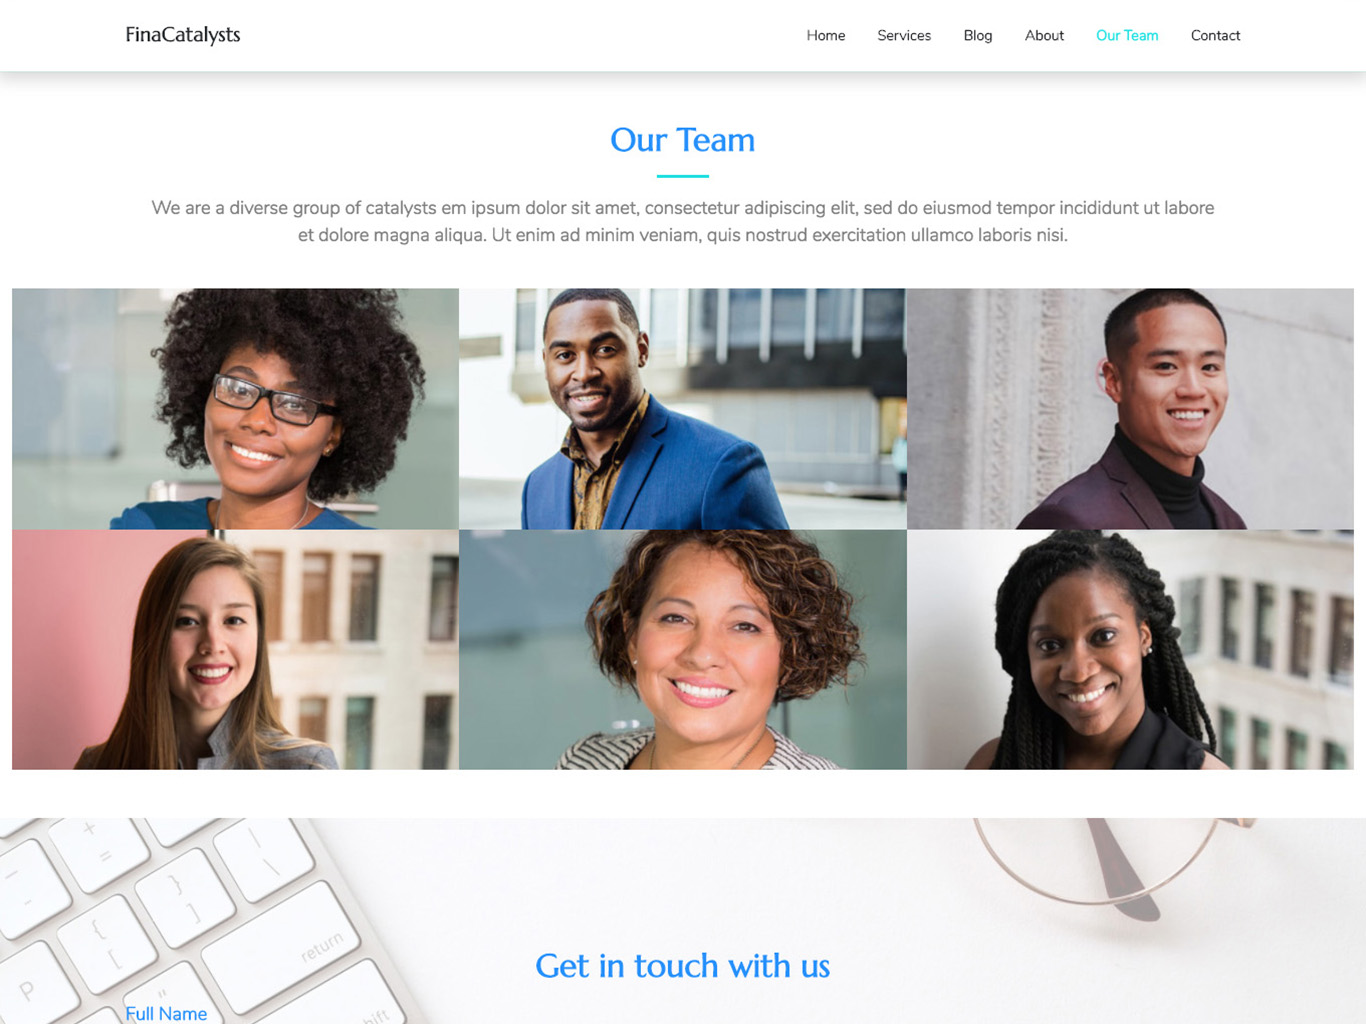 FinaCatalysts
Home Services Blog About Our Team Contact
Our Team
We are a diverse group of catalysts em ipsum dolor sit amet, consectetur adipiscing elit, sed do eiusmod tempor incididunt ut labore
et dolore magna aliqua. Ut enim ad minim veniam, quis nostrud exercitation ullamco laboris nisi.
+
=
|
\
}
]
{
[
return
P
"
Get in touch with us
Full Name